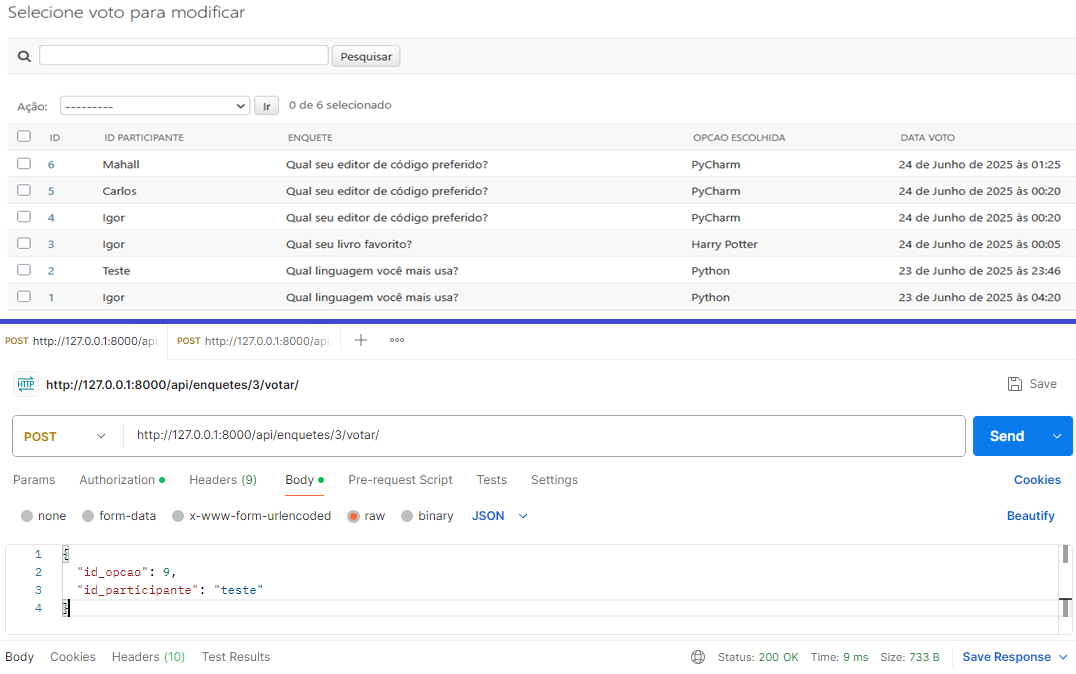 Selecione voto para modificar
Pesquisar
Ação: --------- Ir 0 de 6 selecionado
ID ID PARTICIPANTE ENQUETE OPCAO ESCOLHIDA DATA VOTO
6 Mahall Qual seu editor de código preferido? PyCharm 24 de Junho de 2025 às 01:25
5 Carlos Qual seu editor de código preferido? PyCharm 24 de Junho de 2025 às 00:20
4 Igor Qual seu editor de código preferido? PyCharm 24 de Junho de 2025 às 00:20
3 Igor Qual seu livro favorito? Harry Potter 24 de Junho de 2025 às 00:05
2 Teste Qual linguagem você mais usa? Python 23 de Junho de 2025 às 23:46
1 Igor Qual linguagem você mais usa? Python 23 de Junho de 2025 às 04:20
POST http://127.0.0.1:8000/api POST http://127.0.0.1:8000/api
HTTP http://127.0.0.1:8000/api/enquetes/3/votar/ Save
POST http://127.0.0.1:8000/api/enquetes/3/votar/ Send
Params Authorization Headers (9) Body Pre-request Script Tests Settings Cookies
none form-data x-www-form-urlencoded raw binary JSON Beautify
1 {
2 "id_opcao": 9,
3 "id_participante": "teste"
4 }
Body Cookies Headers (10) Test Results Status: 200 OK Time: 9 ms Size: 733 B Save Response